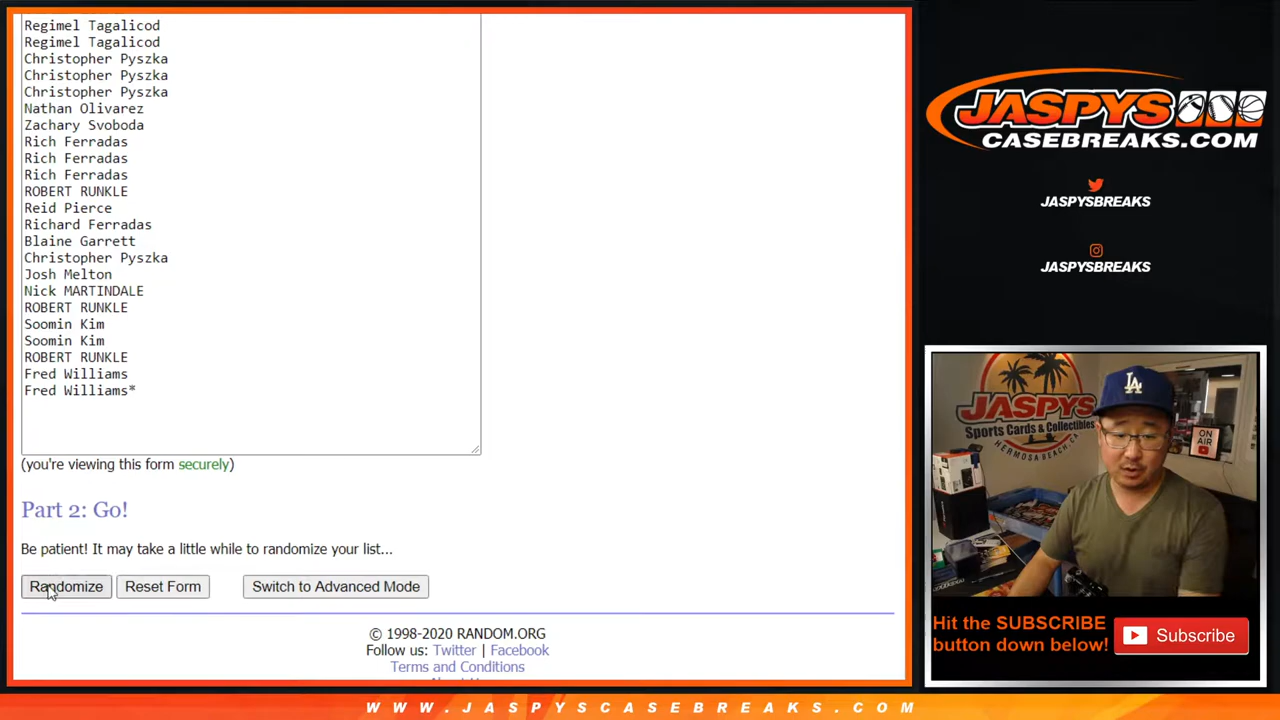 Regimel Tagalicod
Regimel Tagalicod
Christopher Pyszka
Christopher Pyszka
Christopher Pyszka
Nathan Olivarez
Zachary Svoboda
Rich Ferradas
Rich Ferradas
Rich Ferradas
ROBERT RUNKLE
Reid Pierce
Richard Ferradas
Blaine Garrett
Christopher Pyszka
Josh Melton
Nick MARTINDALE
ROBERT RUNKLE
Soomin Kim
Soomin Kim
ROBERT RUNKLE
Fred Williams
Fred Williams*
(you're viewing this form securely)
Part 2: Go!
Be patient! It may take a little while to randomize your list...
Randomize Reset Form Switch to Advanced Mode
© 1998-2020 RANDOM.ORG
Follow us: Twitter | Facebook
Terms and Conditions
JASPYS
CASEBREAKS.COM
JASPYSBREAKS
JASPYSBREAKS
JASPYS
Sports Cards & Collectibles
HERMOSA BEACH, CA
LA
ON AIR
Hit the SUBSCRIBE
button down below!
Subscribe
WWW.JASPYSCASEBREAKS.COM